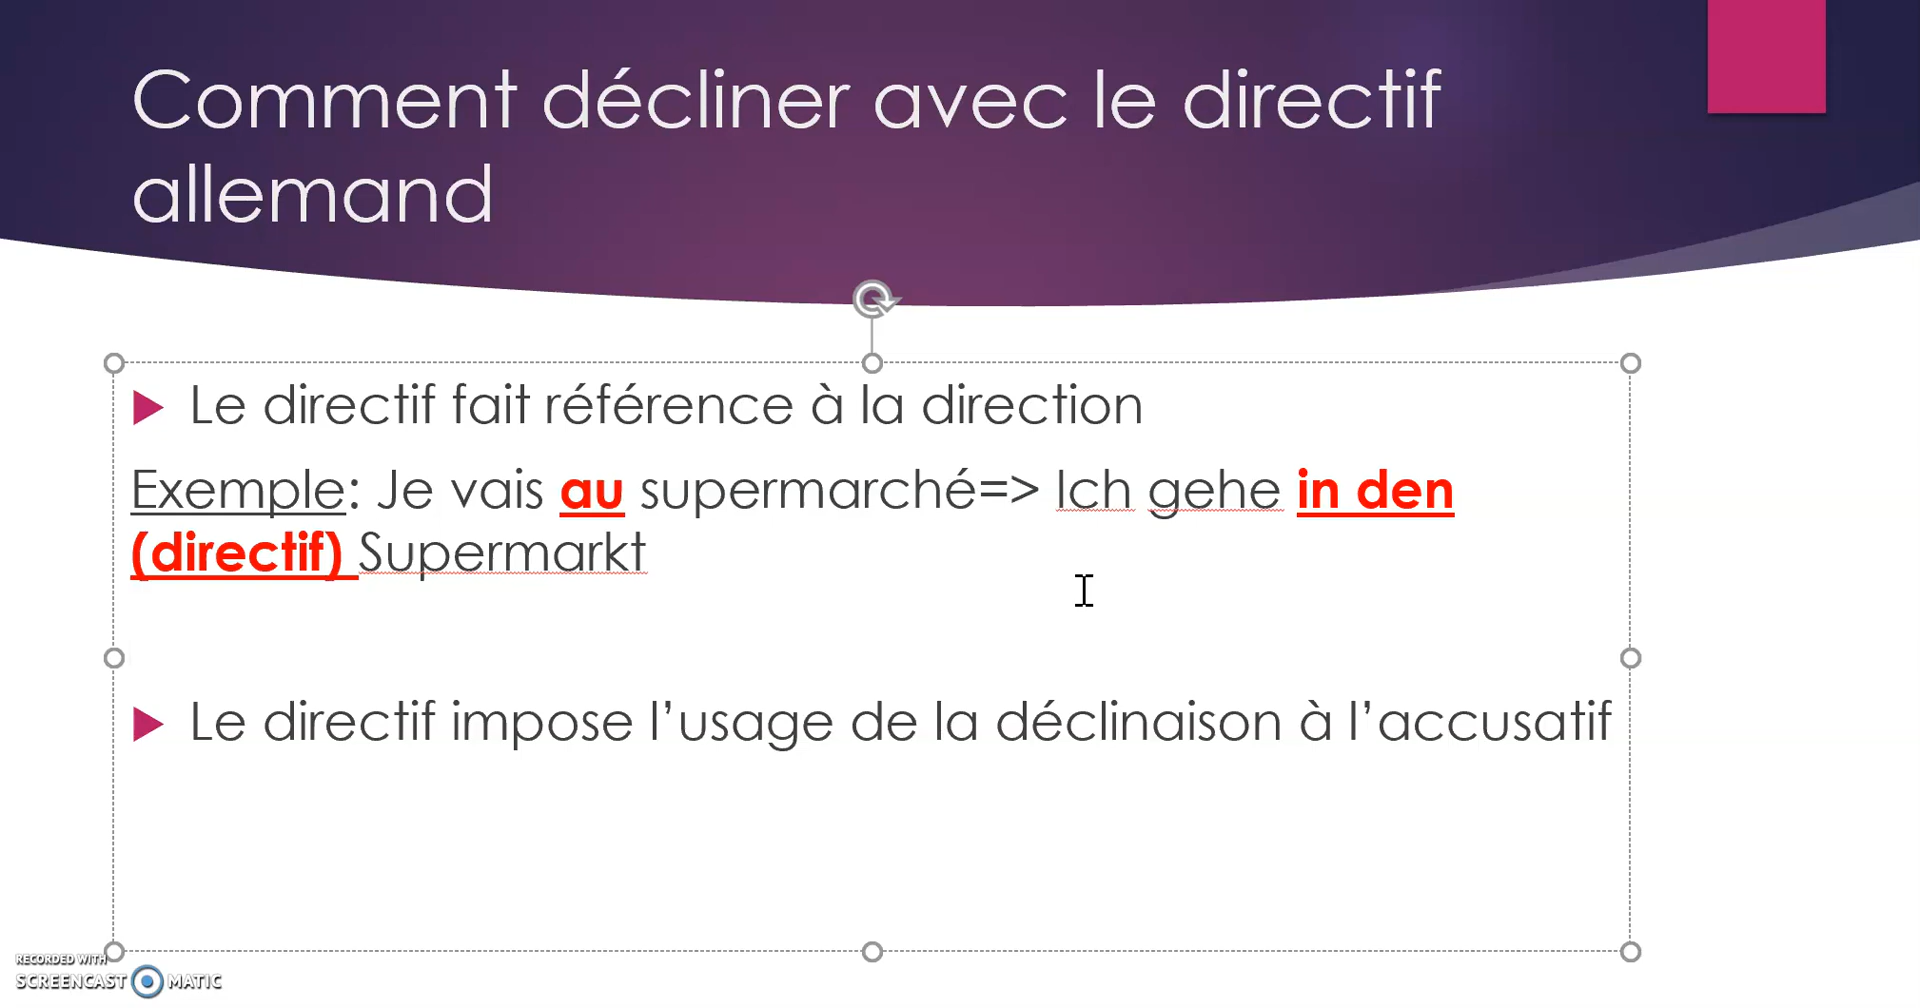 Comment décliner avec le directif
allemand
Le directif fait référence à la direction
Exemple: Je vais au supermarché=> Ich gehe in den
(directif) Supermarkt
Le directif impose l’usage de la déclinaison à l’accusatif
RECORDED WITH
SCREENCAST MATIC